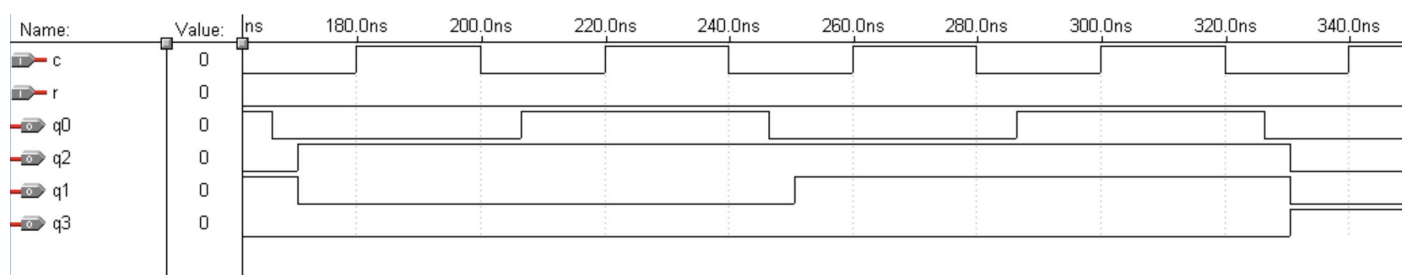 Name: Value: ns 180.0ns 200.0ns 220.0ns 240.0ns 260.0ns 280.0ns 300.0ns 320.0ns 340.0ns
I c 0
I r 0
O q0 0
O q2 0
O q1 0
O q3 0